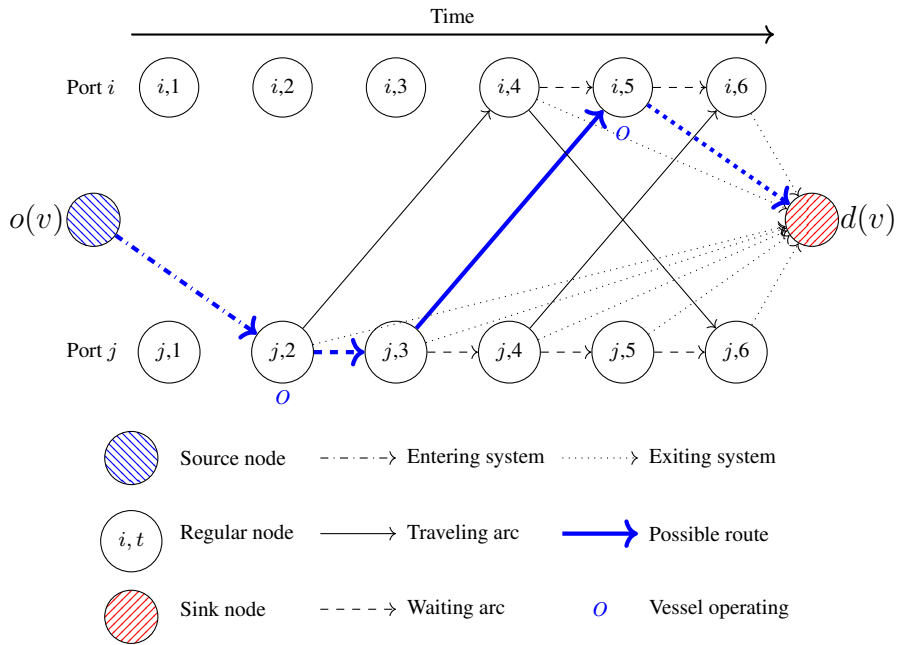 Time
Port i i,1 i,2 i,3 i,4 i,5 i,6
O
o(v) d(v)
Port j j,1 j,2 j,3 j,4 j,5 j,6
O
Source node Entering system Exiting system
i, t Regular node Traveling arc Possible route
Sink node Waiting arc O Vessel operating